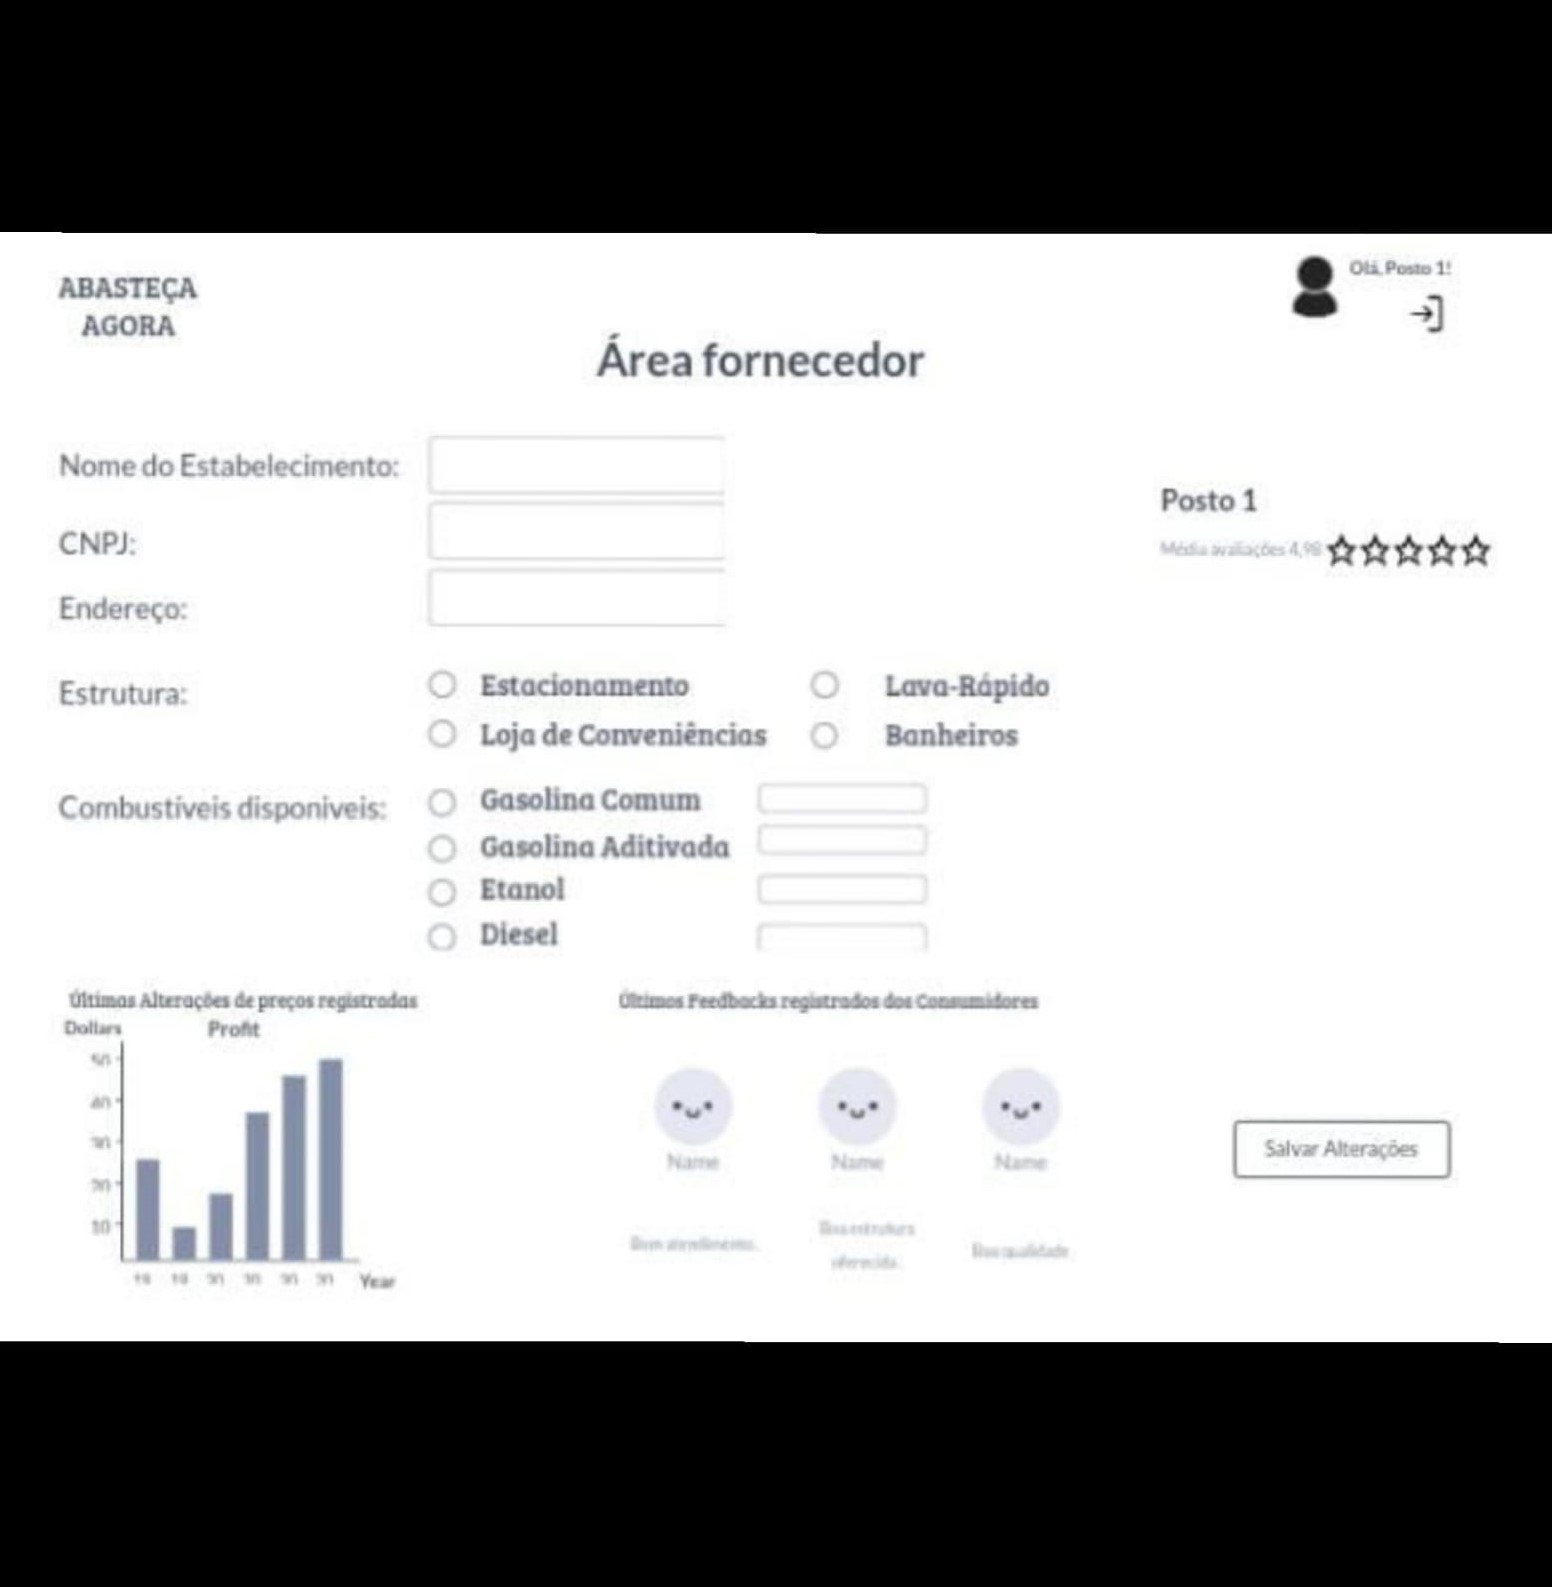 ABASTEÇA
AGORA
Olá, Posto 1!
Área fornecedor
Nome do Estabelecimento:
CNPJ:
Endereço:
Posto 1
Média avaliações 4,98
Estrutura:
Estacionamento
Lava-Rápido
Loja de Conveniências
Banheiros
Combustíveis disponiveis:
Gasolina Comum
Gasolina Aditivada
Etanol
Diesel
Últimas Alterações de preços registradas
Dollars
Profit
50
40
30
20
10
Year
Últimos Feedbacks registrados dos Consumidores
Name
Name
Name
Bom atendimento.
Boa estrutura
oferecida.
Boa qualidade
Salvar Alterações